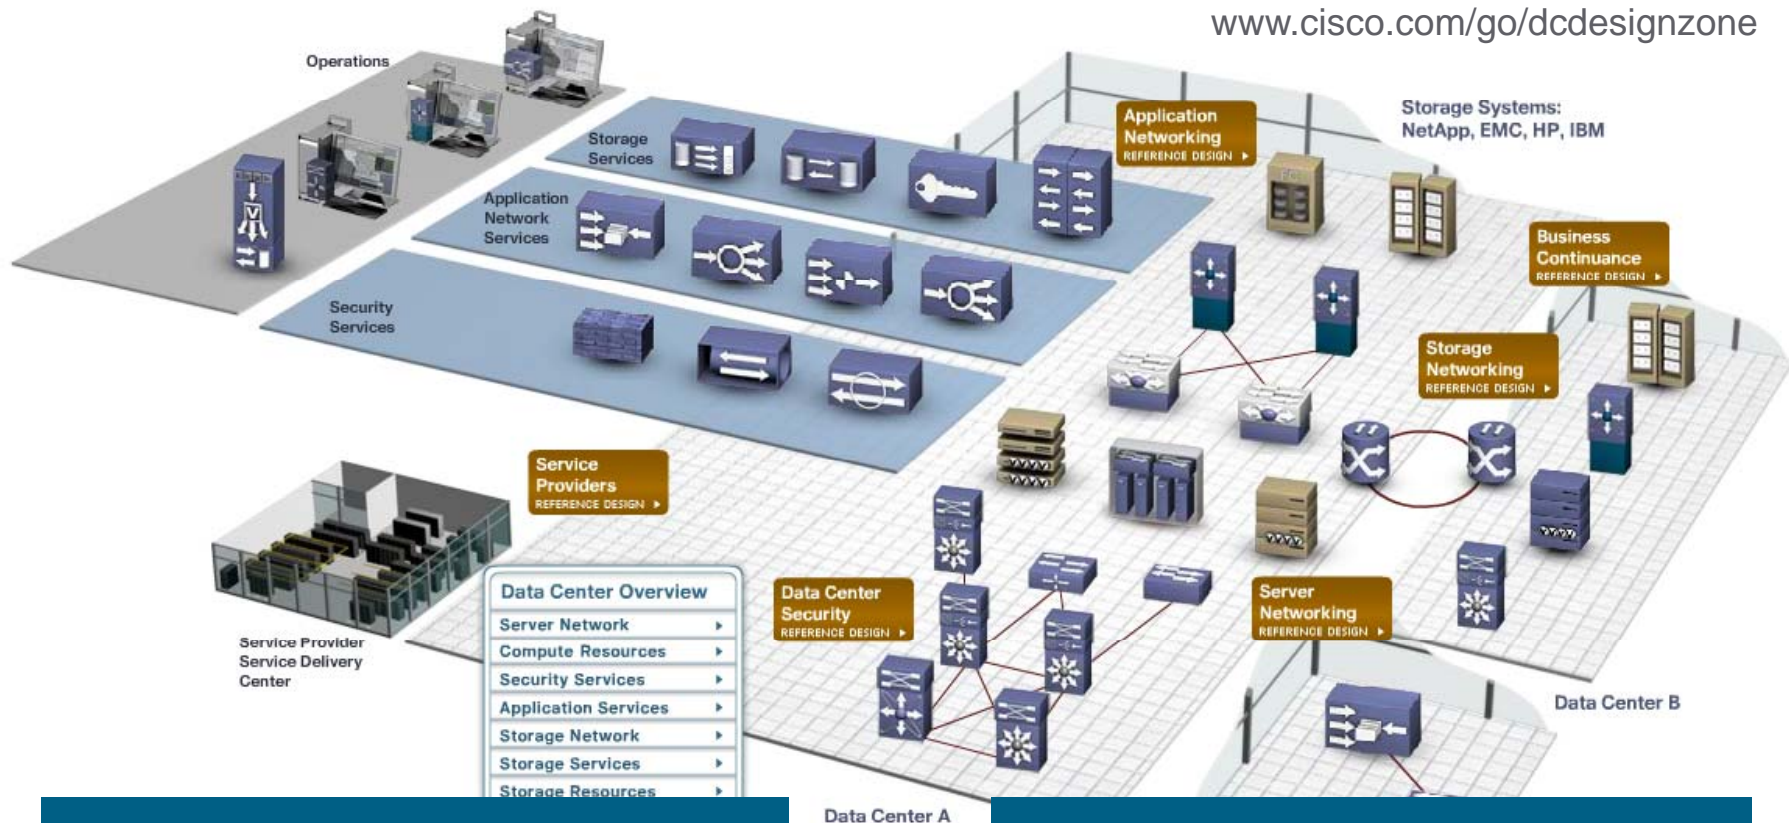 www.cisco.com/go/dcdesignzone
Operations
Storage Systems:
NetApp, EMC, HP, IBM
Application
Networking
REFERENCE DESIGN
Storage
Services
Application
Network
Services
Business
Continuance
REFERENCE DESIGN
Security
Services
Storage
Networking
REFERENCE DESIGN
Service
Providers
REFERENCE DESIGN
Data Center Overview
Server Network
Compute Resources
Security Services
Application Services
Storage Network
Storage Services
Storage Resources
Data Center
Security
REFERENCE DESIGN
Server
Networking
REFERENCE DESIGN
Service Provider
Service Delivery
Center
Data Center B
Data Center A